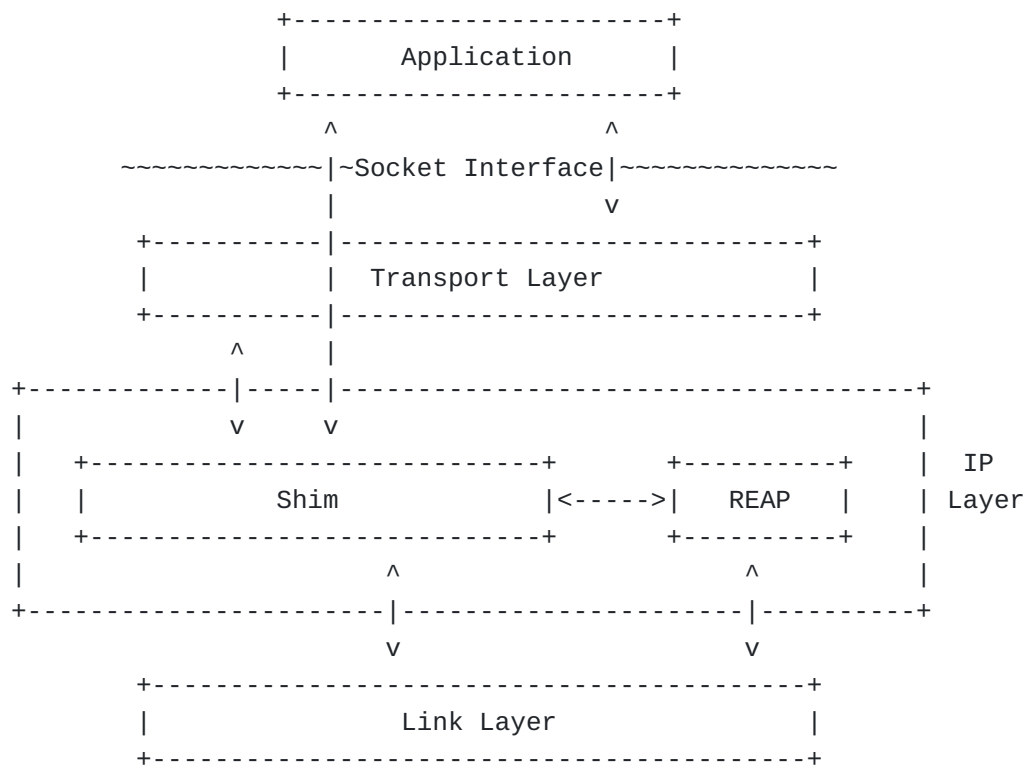 Application
Socket Interface
Transport Layer
IP
Shim REAP Layer
Link Layer